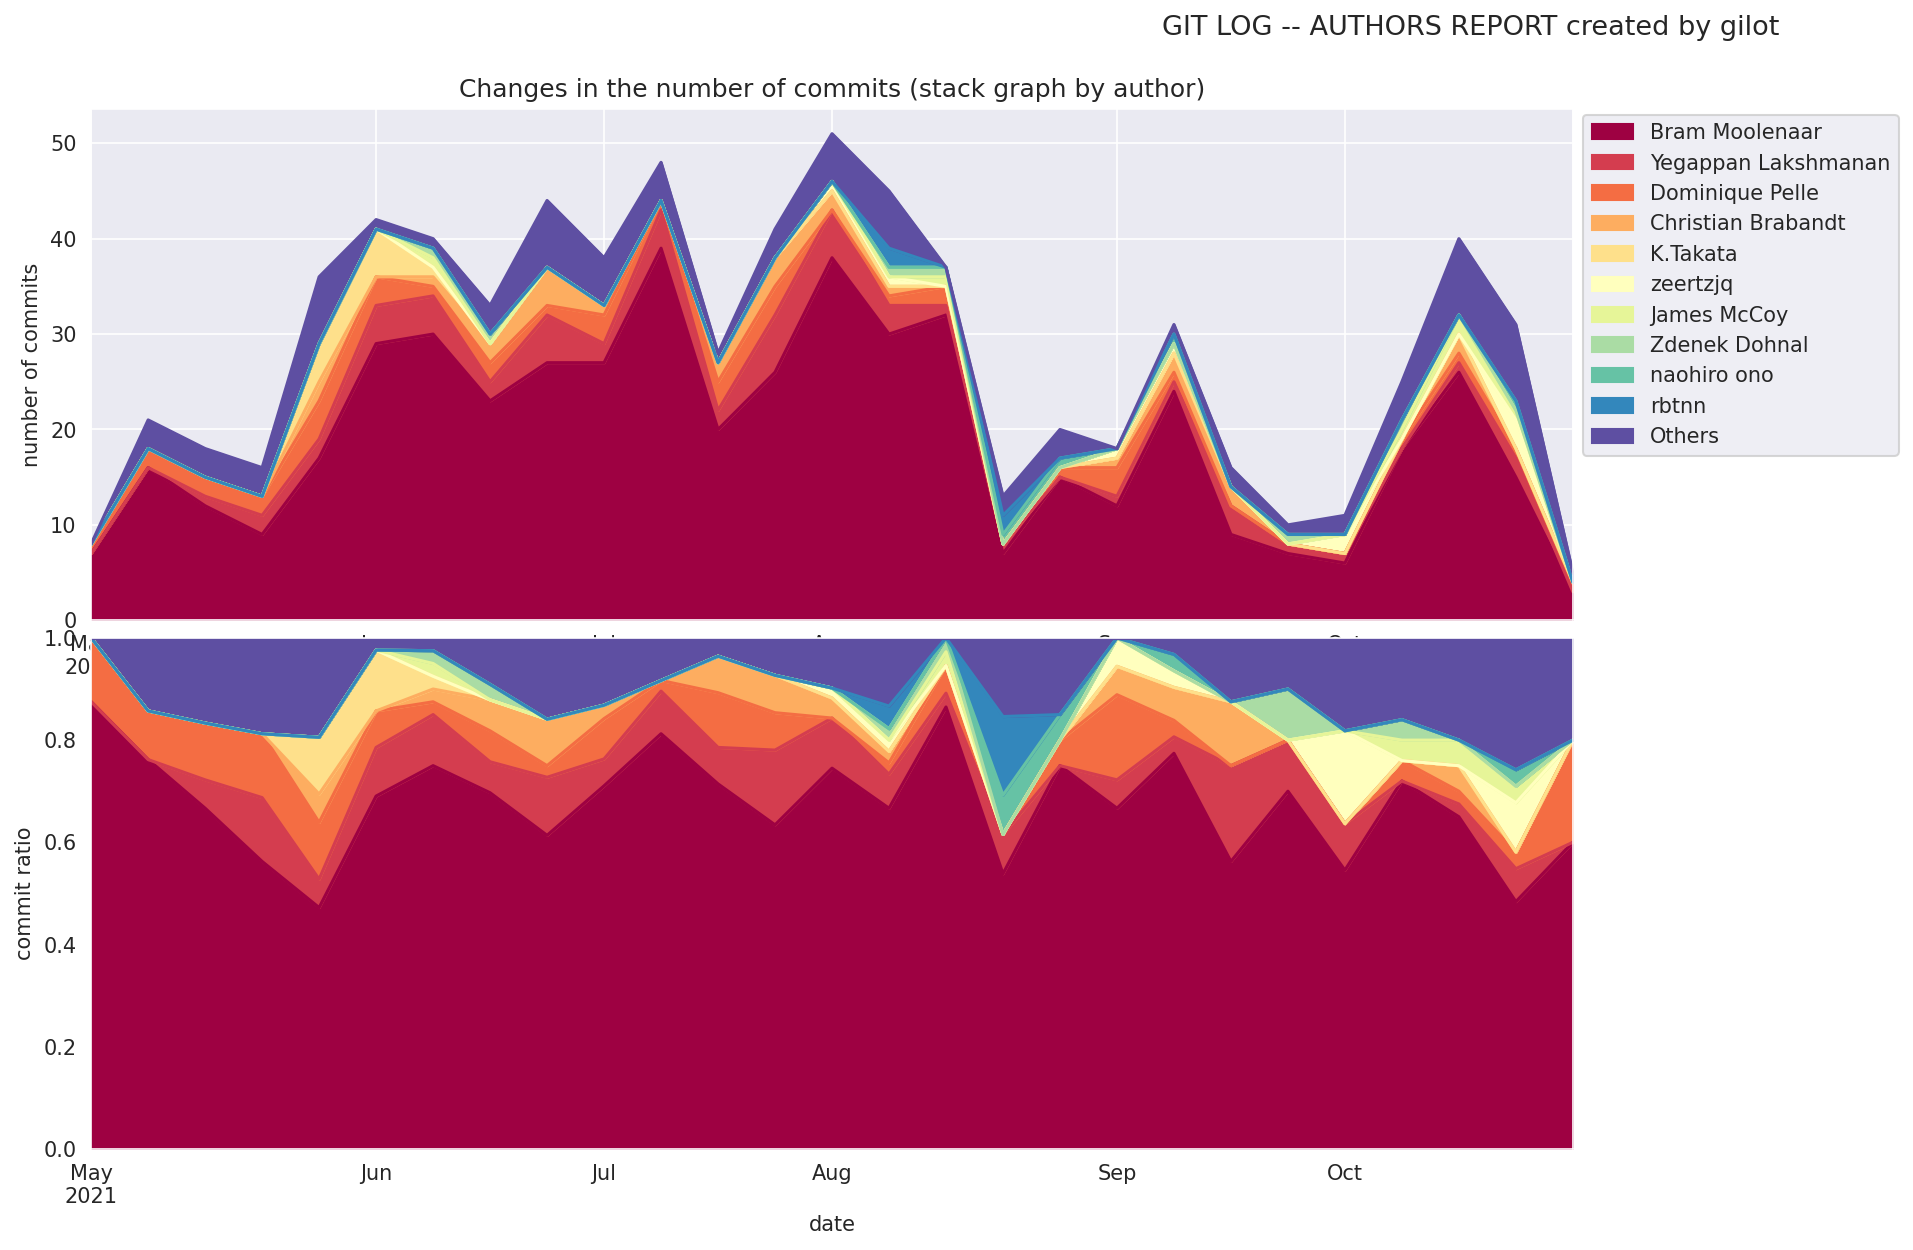 GIT LOG -- AUTHORS REPORT created by gilot
Changes in the number of commits (stack graph by author)
number of commits
50
40
30
20
10
0
Bram Moolenaar
Yegappan Lakshmanan
Dominique Pelle
Christian Brabandt
K.Takata
zeertzjq
James McCoy
Zdenek Dohnal
naohiro ono
rbtnn
Others
commit ratio
1.0
20
0.8
0.6
0.4
0.2
0.0
May Jun Jul Aug Sep Oct
2021
date